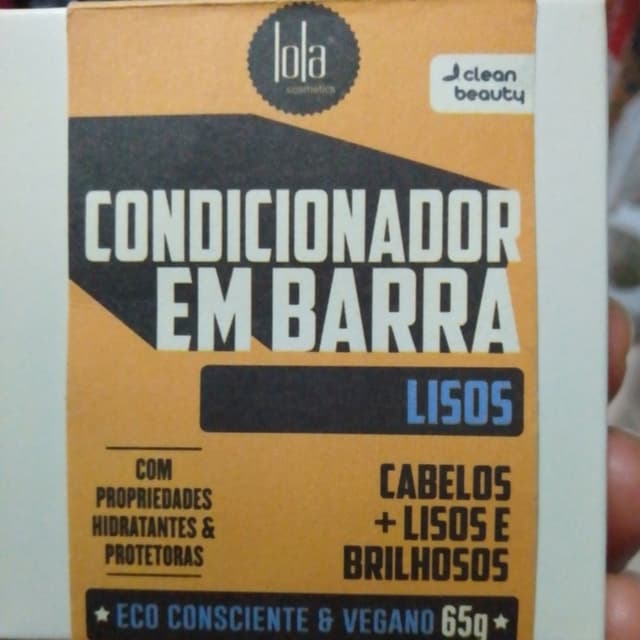 lola
cosmetics
clean
beauty
CONDICIONADOR
EM BARRA
LISOS
COM
PROPRIEDADES
HIDRATANTES &
PROTETORAS
CABELOS
+ LISOS E
BRILHOSOS
ECO CONSCIENTE & VEGANO 65g